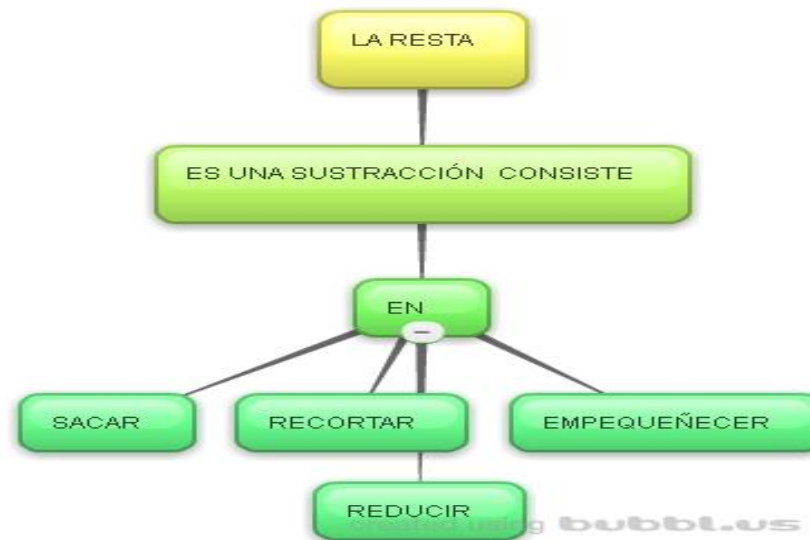 LA RESTA
ES UNA SUSTRACCIÓN CONSISTE
EN
SACAR
RECORTAR
EMPEQUEÑECER
REDUCIR
created using bubbl.us